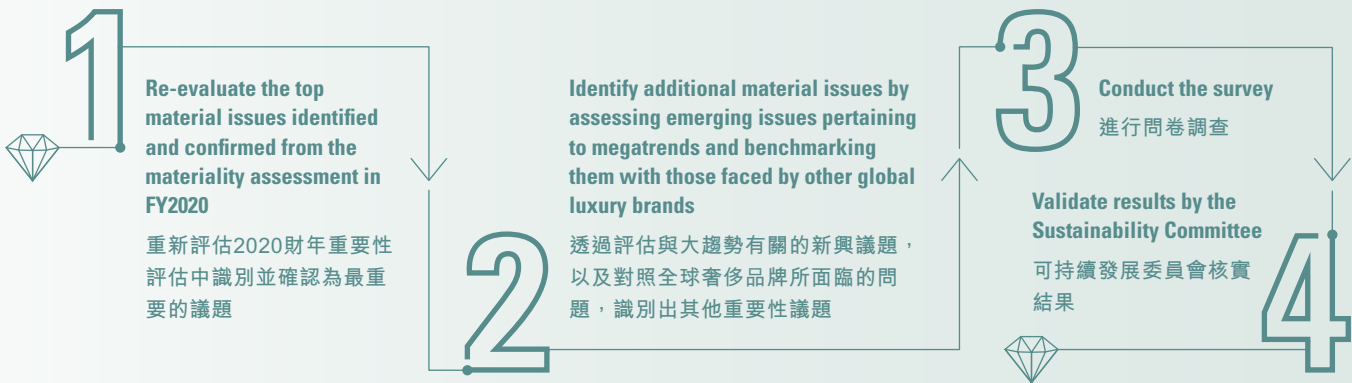 1
Re-evaluate the top
material issues identified
and confirmed from the
materiality assessment in
FY2020
重新評估2020財年重要性
評估中識別並確認為最重
要的議題
2
Identify additional material issues by
assessing emerging issues pertaining
to megatrends and benchmarking
them with those faced by other global
luxury brands
透過評估與大趨勢有關的新興議題，
以及對照全球奢侈品牌所面臨的問
題，識別出其他重要性議題
3
Conduct the survey
進行問卷調查
4
Validate results by the
Sustainability Committee
可持續發展委員會核實
結果